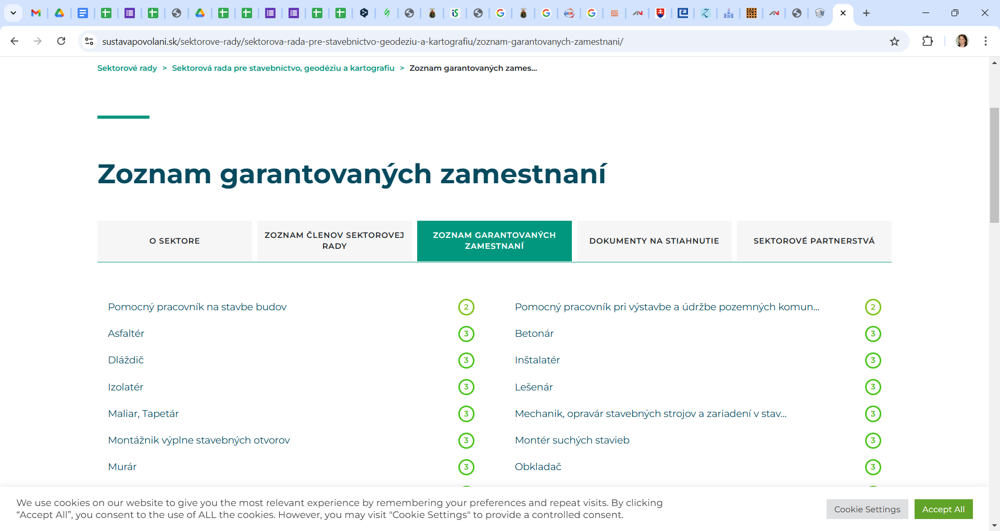 sustavapovolani.sk/sektorove-rady/sektorova-rada-pre-stavebnictvo-geodeziu-a-kartografiu/zoznam-garantovanych-zamestnani/
Sektorové rady > Sektorová rada pre stavebníctvo, geodéziu a kartografiu > Zoznam garantovaných zames...
Zoznam garantovaných zamestnaní
O SEKTORE
ZOZNAM ČLENOV SEKTOROVEJ
RADY
ZOZNAM GARANTOVANÝCH
ZAMESTNANÍ
DOKUMENTY NA STIAHNUTIE
SEKTOROVÉ PARTNERSTVÁ
Pomocný pracovník na stavbe budov 2
Pomocný pracovník pri výstavbe a údržbe pozemných komun... 2
Asfaltér 3
Betonár 3
Dláždič 3
Inštalatér 3
Izolatér 3
Lešenár 3
Maliar, Tapetár 3
Mechanik, opravár stavebných strojov a zariadení v stav... 3
Montážnik výplne stavebných otvorov 3
Montér suchých stavieb 3
Murár 3
Obkladač 3
We use cookies on our website to give you the most relevant experience by remembering your preferences and repeat visits. By clicking
“Accept All”, you consent to the use of ALL the cookies. However, you may visit "Cookie Settings" to provide a controlled consent.
Cookie Settings
Accept All